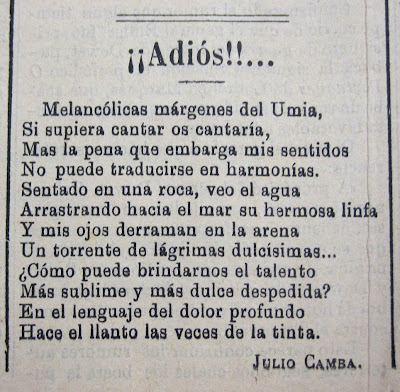 ¡¡Adiós!!...
Melancólicas márgenes del Umia,
Si supiera cantar os cantaría,
Mas la pena que embarga mis sentidos
No puede traducirse en harmonías.
Sentado en una roca, veo el agua
Arrastrando hacia el mar su hermosa linfa
Y mis ojos derraman en la arena
Un torrente de lágrimas dulcísimas...
¿Cómo puede brindarnos el talento
Más sublime y más dulce despedida?
En el lenguaje del dolor profundo
Hace el llanto las veces de la tinta.
JULIO CAMBA.